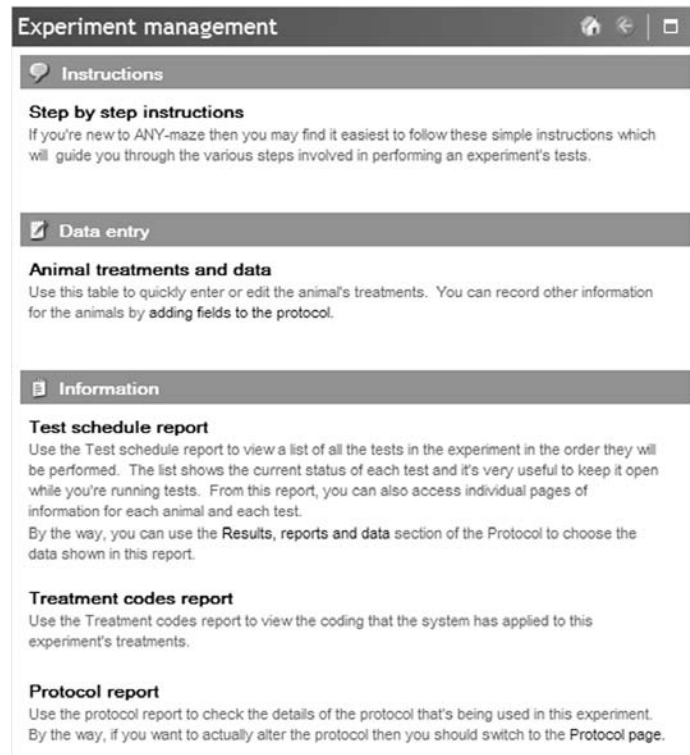 Experiment management
Instructions
Step by step instructions
If you're new to ANY-maze then you may find it easiest to follow these simple instructions which
will guide you through the various steps involved in performing an experiment's tests.
Data entry
Animal treatments and data
Use this table to quickly enter or edit the animal's treatments. You can record other information
for the animals by adding fields to the protocol.
Information
Test schedule report
Use the Test schedule report to view a list of all the tests in the experiment in the order they will
be performed. The list shows the current status of each test and it's very useful to keep it open
while you're running tests. From this report, you can also access individual pages of
information for each animal and each test.
By the way, you can use the Results, reports and data section of the Protocol to choose the
data shown in this report.
Treatment codes report
Use the Treatment codes report to view the coding that the system has applied to this
experiment's treatments.
Protocol report
Use the protocol report to check the details of the protocol that's being used in this experiment.
By the way, if you want to actually alter the protocol then you should switch to the Protocol page.